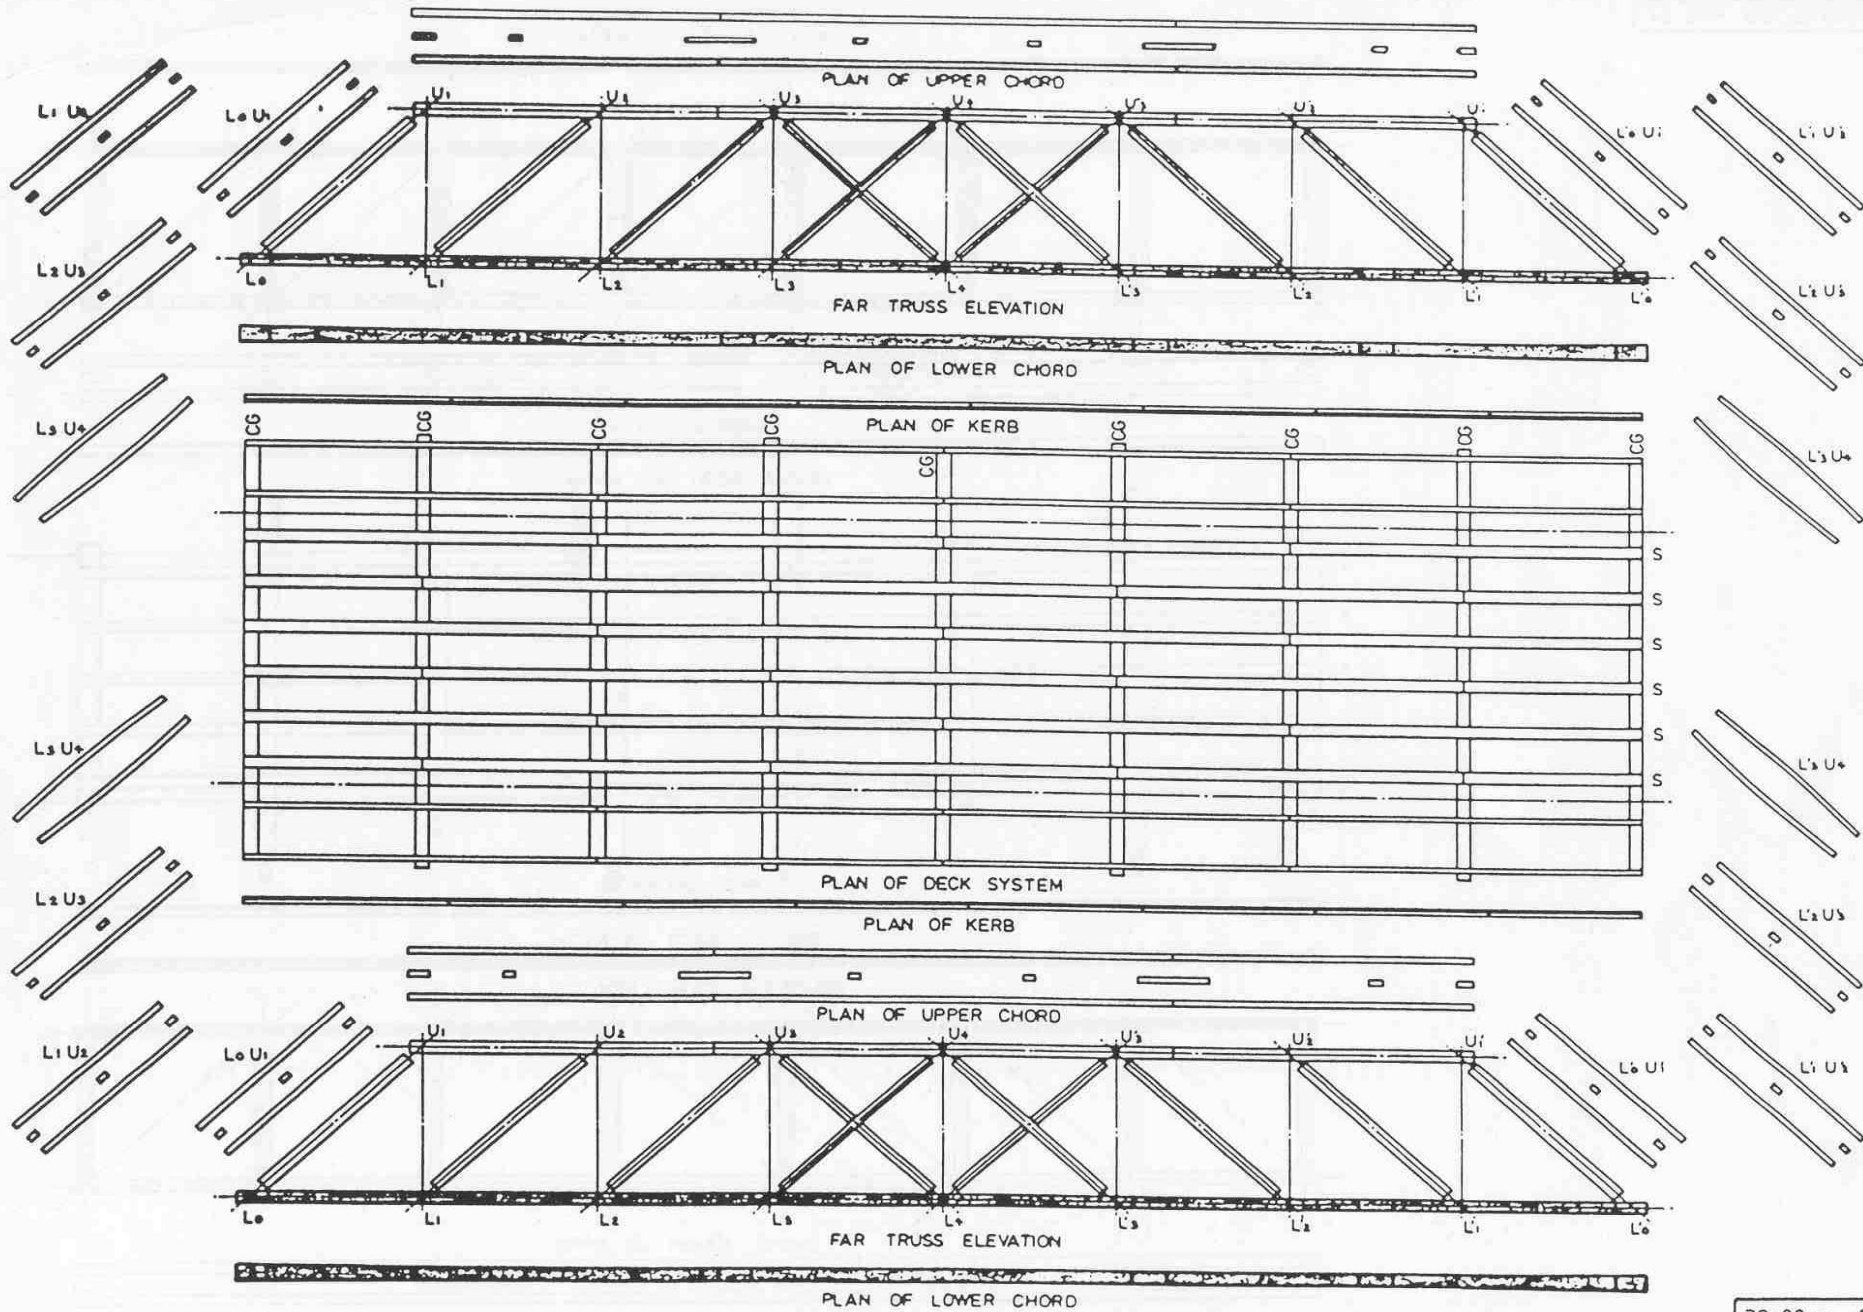 PLAN OF UPPER CHORD
U1 U2 U3 U4 U'3 U'2 U'1
L1 U2
L0 U1
L'0 U'1
L'1 U'2
L2 U3
L'2 U'3
L0 L1 L2 L3 L4 L'3 L'2 L'1 L'0
FAR TRUSS ELEVATION
PLAN OF LOWER CHORD
PLAN OF KERB
CG CG CG CG CG CG CG CG CG
L3 U4
L'3 U4
S
S
S
S
S
S
L3 U4
L'3 U4
PLAN OF DECK SYSTEM
L2 U3
L'2 U'3
PLAN OF KERB
PLAN OF UPPER CHORD
U1 U2 U3 U4 U'3 U'2 U'1
L1 U2
L0 U1
L'0 U'1
L'1 U'2
L0 L1 L2 L3 L4 L'3 L'2 L'1 L'0
FAR TRUSS ELEVATION
PLAN OF LOWER CHORD